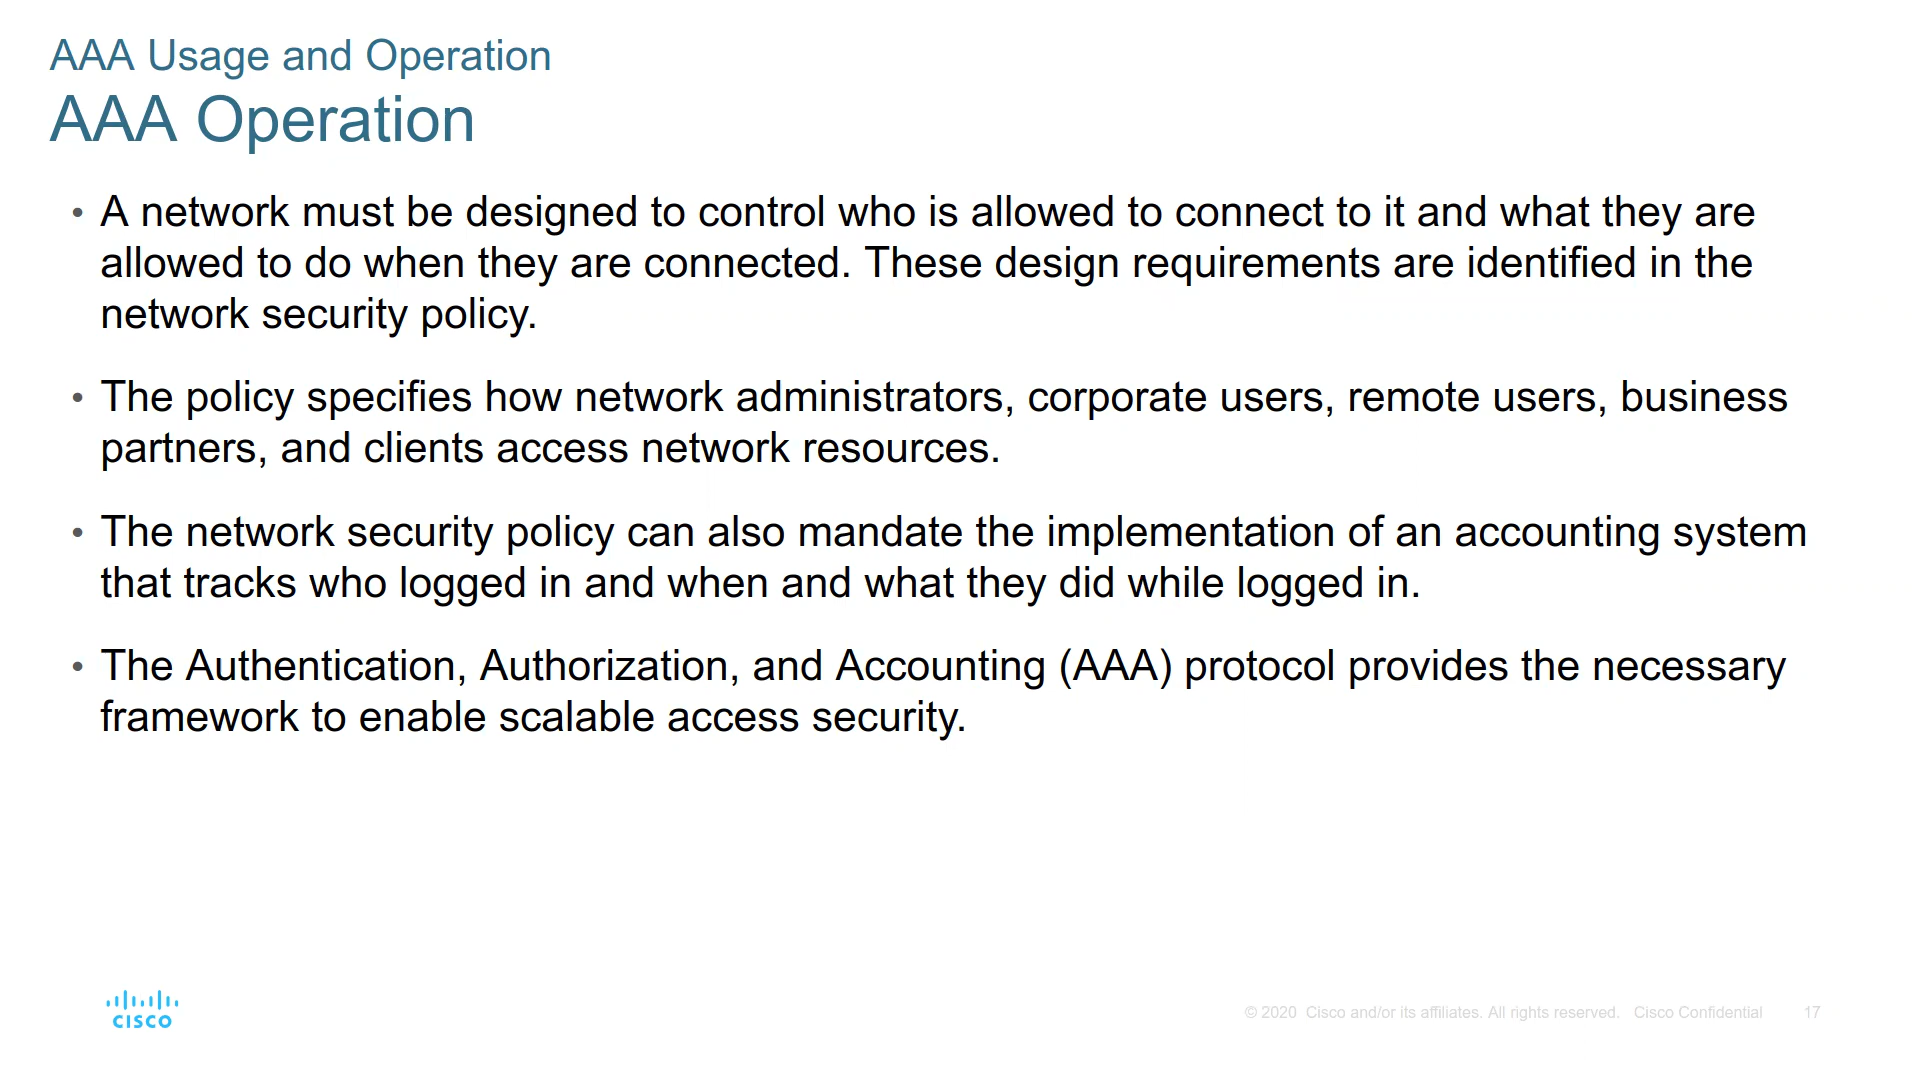 AAA Usage and Operation
AAA Operation
• A network must be designed to control who is allowed to connect to it and what they are
allowed to do when they are connected. These design requirements are identified in the
network security policy.
• The policy specifies how network administrators, corporate users, remote users, business
partners, and clients access network resources.
• The network security policy can also mandate the implementation of an accounting system
that tracks who logged in and when and what they did while logged in.
• The Authentication, Authorization, and Accounting (AAA) protocol provides the necessary
framework to enable scalable access security.
CISCO
© 2020 Cisco and/or its affiliates. All rights reserved. Cisco Confidential 17